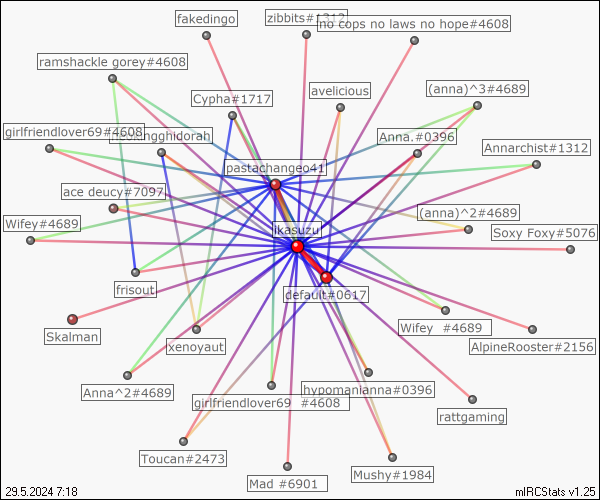 fakedingo
zibbits#1312
no cops no laws no hope#4608
ramshackle gorey#4608
Cypha#1717
avelicious
(anna)^3#4689
girlfriendlover69#4608
Anna.#0396
Annarchist#1312
pastachangeo41
ace deucy#7097
Wifey#4689
ikasuzu
(anna)^2#4689
Soxy Foxy#5076
frisout
default#0617
Skalman
xenoyaut
Wifey #4689
AlpineRooster#2156
Anna^2#4689
girlfriendlover69 #4608
hypomanianna#0396
rattgaming
Toucan#2473
Mad #6901
Mushy#1984
29.5.2024 7:18
mIRCStats v1.25